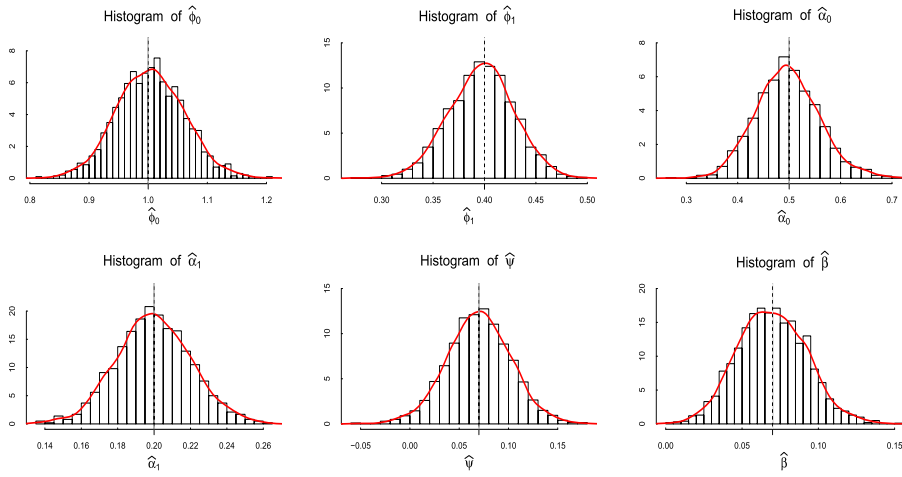 Histogram of φ̂₀
Histogram of φ̂₁
Histogram of α̂₀
0 2 4 6 8
0 5 10 15
0 2 4 6 8
0.8 0.9 1.0 1.1 1.2
0.30 0.35 0.40 0.45 0.50
0.3 0.4 0.5 0.6 0.7
φ̂₀
φ̂₁
α̂₀
Histogram of α̂₁
Histogram of ψ̂
Histogram of β̂
0 5 10 15 20
0 5 10 15
0 5 10 15 20
0.14 0.16 0.18 0.20 0.22 0.24 0.26
−0.05 0.00 0.05 0.10 0.15
0.00 0.05 0.10 0.15
α̂₁
ψ̂
β̂